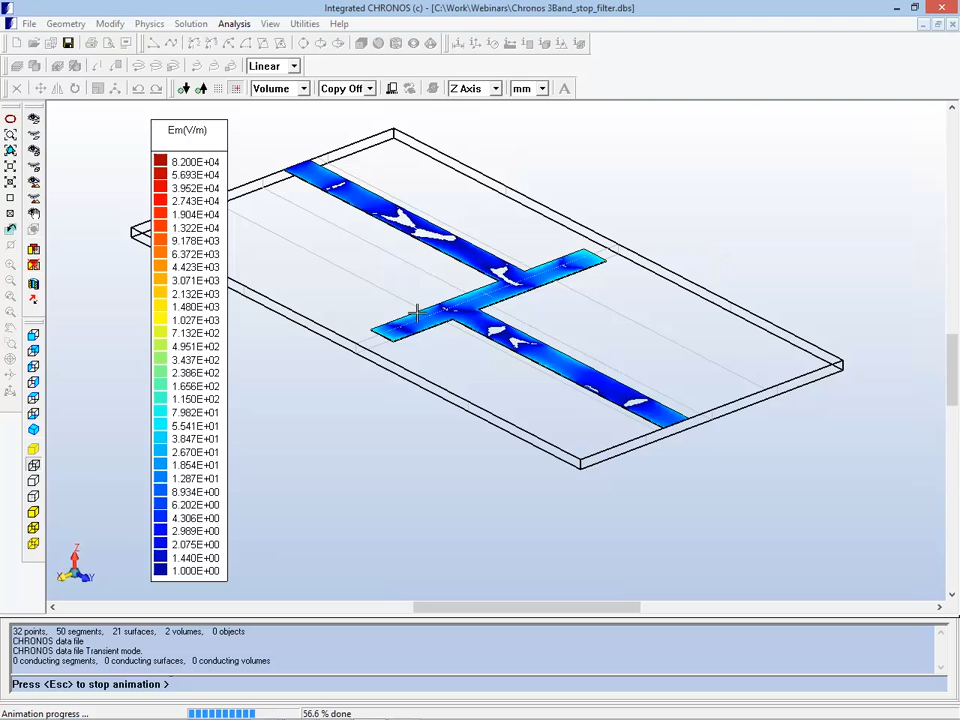 Integrated CHRONOS (c) - [C:\Work\Webinars\Chronos 3Band_stop_filter.dbs]
File Geometry Modify Physics Solution Analysis View Utilities Help
Linear
Volume Copy Off Z Axis mm
Em(V/m)
8.200E+04
5.693E+04
3.952E+04
2.743E+04
1.904E+04
1.322E+04
9.178E+03
6.372E+03
4.423E+03
3.071E+03
2.132E+03
1.480E+03
1.027E+03
7.132E+02
4.951E+02
3.437E+02
2.386E+02
1.656E+02
1.150E+02
7.982E+01
5.541E+01
3.847E+01
2.670E+01
1.854E+01
1.287E+01
8.934E+00
6.202E+00
4.306E+00
2.989E+00
2.075E+00
1.440E+00
1.000E+00
Z
X Y
32 points, 50 segments, 21 surfaces, 2 volumes, 0 objects
CHRONOS data file
CHRONOS data file Transient mode.
0 conducting segments, 0 conducting surfaces, 0 conducting volumes
Press <Esc> to stop animation >
Animation progress ... 56.6 % done